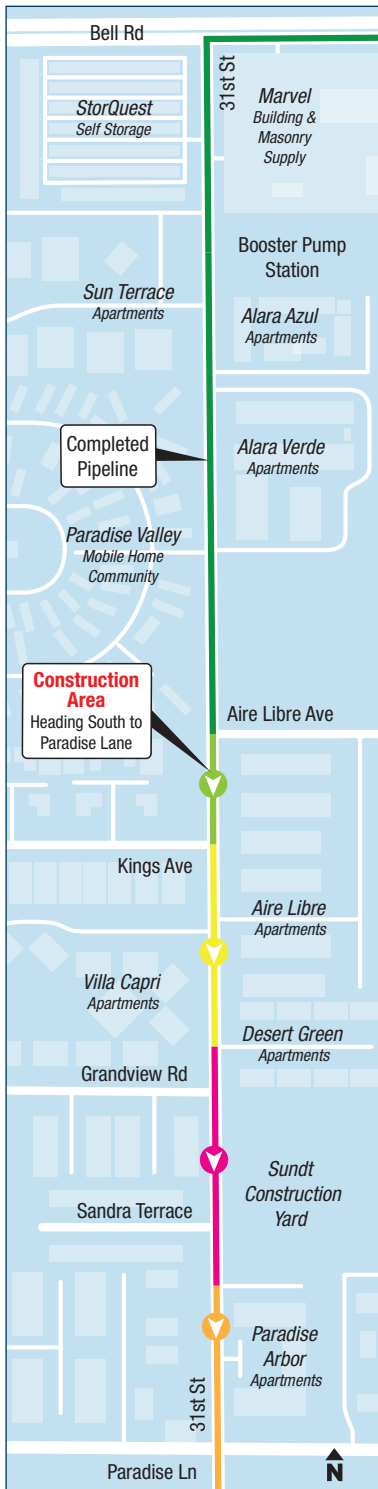 Bell Rd
31st St
StorQuest
Self Storage
Marvel
Building &
Masonry
Supply
Booster Pump
Station
Sun Terrace
Apartments
Alara Azul
Apartments
Completed
Pipeline
Alara Verde
Apartments
Paradise Valley
Mobile Home
Community
Construction
Area
Heading South to
Paradise Lane
Aire Libre Ave
Kings Ave
Aire Libre
Apartments
Villa Capri
Apartments
Desert Green
Apartments
Grandview Rd
Sundt
Construction
Yard
Sandra Terrace
Paradise
Arbor
Apartments
31st St
Paradise Ln
N